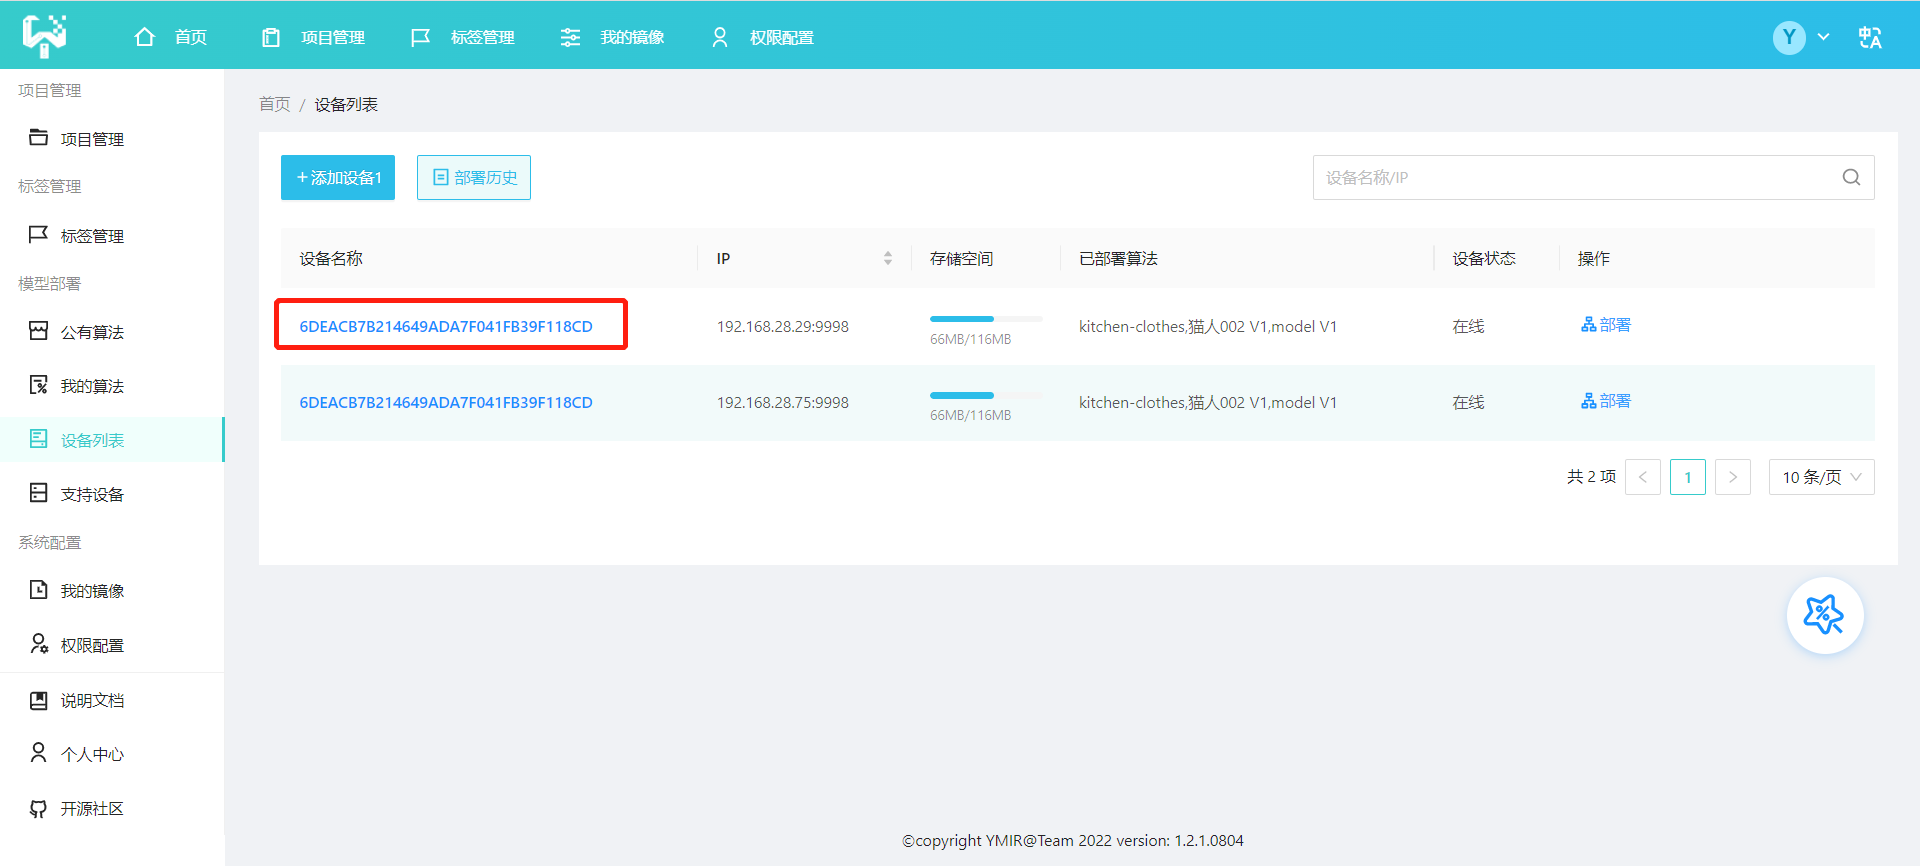 首页
项目管理
标签管理
我的镜像
权限配置
Y
项目管理
项目管理
标签管理
标签管理
模型部署
公有算法
我的算法
设备列表
支持设备
系统配置
我的镜像
权限配置
说明文档
个人中心
开源社区
首页 / 设备列表
+ 添加设备1
部署历史
设备名称/IP
设备名称 IP 存储空间 已部署算法 设备状态 操作
6DEACB7B214649ADA7F041FB39F118CD 192.168.28.29:9998 66MB/116MB kitchen-clothes,猫人002 V1,model V1 在线 部署
6DEACB7B214649ADA7F041FB39F118CD 192.168.28.75:9998 66MB/116MB kitchen-clothes,猫人002 V1,model V1 在线 部署
共 2 项 < 1 > 10 条/页
©copyright YMIR@Team 2022 version: 1.2.1.0804